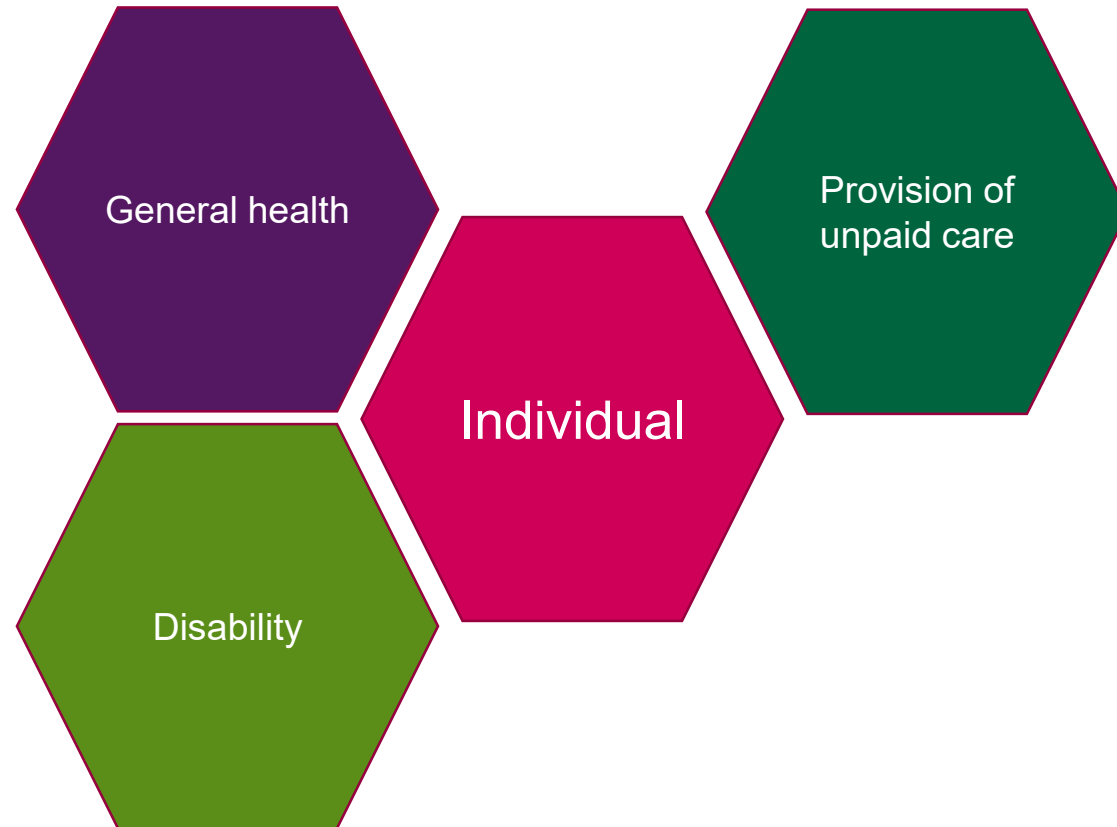 General health
Provision of
unpaid care
Individual
Disability